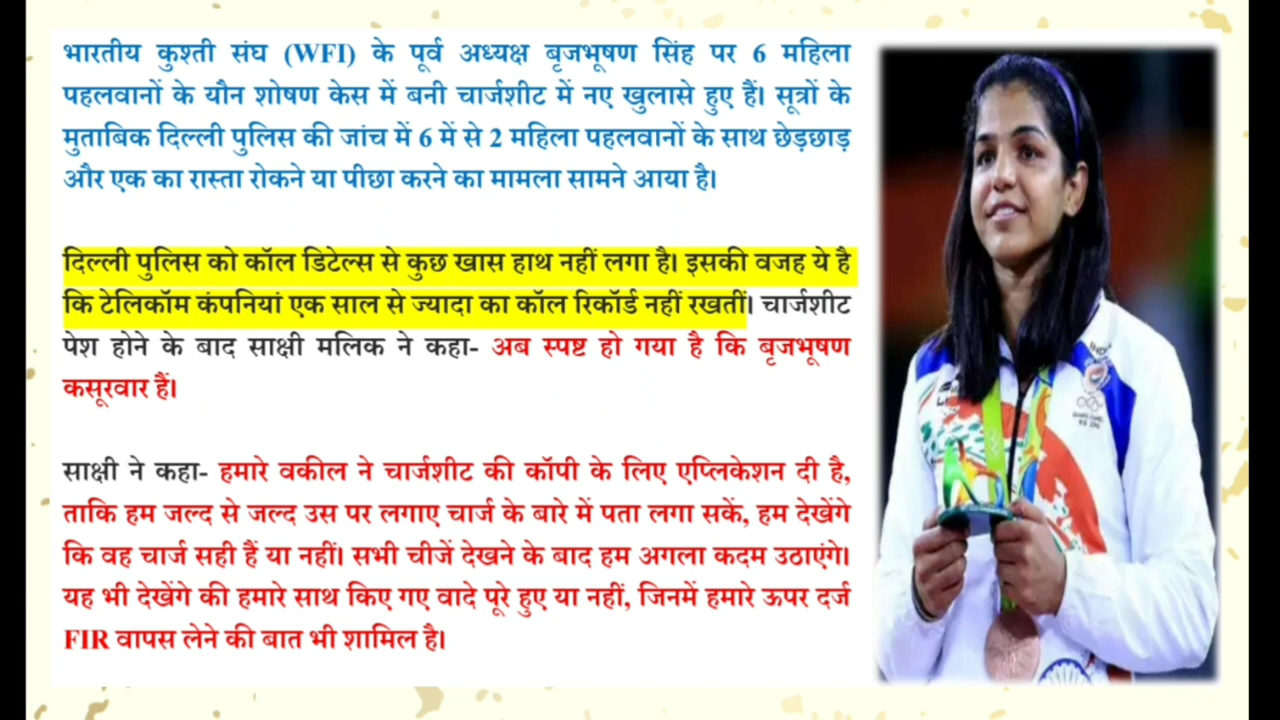 भारतीय कुश्ती संघ (WFI) के पूर्व अध्यक्ष बृजभूषण सिंह पर 6 महिला
पहलवानों के यौन शोषण केस में बनी चार्जशीट में नए खुलासे हुए हैं। सूत्रों के
मुताबिक दिल्ली पुलिस की जांच में 6 में से 2 महिला पहलवानों के साथ छेड़छाड़
और एक का रास्ता रोकने या पीछा करने का मामला सामने आया है।
दिल्ली पुलिस को कॉल डिटेल्स से कुछ खास हाथ नहीं लगा है। इसकी वजह ये है
कि टेलिकॉम कंपनियां एक साल से ज्यादा का कॉल रिकॉर्ड नहीं रखतीं। चार्जशीट
पेश होने के बाद साक्षी मलिक ने कहा- अब स्पष्ट हो गया है कि बृजभूषण
कसूरवार हैं।
साक्षी ने कहा- हमारे वकील ने चार्जशीट की कॉपी के लिए एप्लिकेशन दी है,
ताकि हम जल्द से जल्द उस पर लगाए चार्ज के बारे में पता लगा सकें, हम देखेंगे
कि वह चार्ज सही हैं या नहीं। सभी चीजें देखने के बाद हम अगला कदम उठाएंगे।
यह भी देखेंगे की हमारे साथ किए गए वादे पूरे हुए या नहीं, जिनमें हमारे ऊपर दर्ज
FIR वापस लेने की बात भी शामिल है।